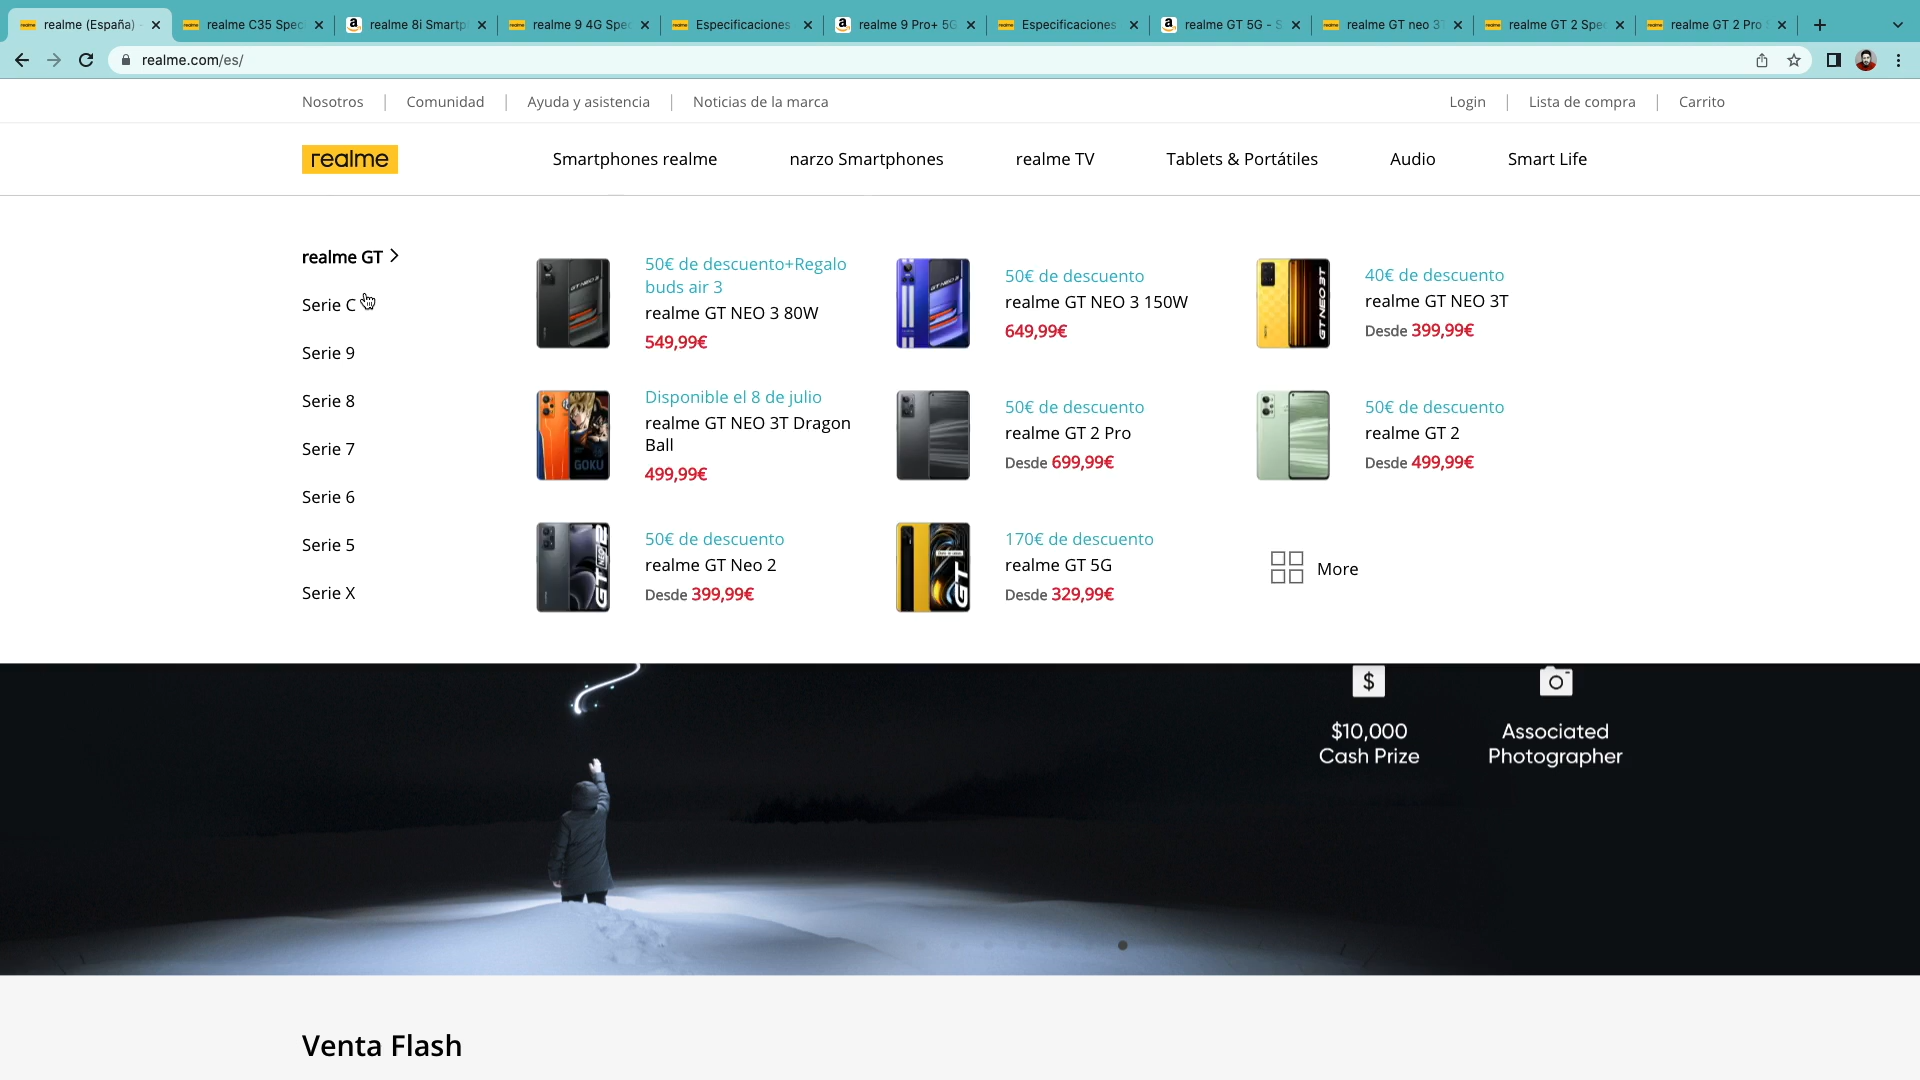 realme (España)
realme C35 Spec
realme 8i Smartp
realme 9 4G Spec
Especificaciones
realme 9 Pro+ 5G
Especificaciones
realme GT 5G - S
realme GT neo 3T
realme GT 2 Spec
realme GT 2 Pro
realme.com/es/
Nosotros | Comunidad | Ayuda y asistencia | Noticias de la marca
Login | Lista de compra | Carrito
realme
Smartphones realme
narzo Smartphones
realme TV
Tablets & Portátiles
Audio
Smart Life
realme GT
Serie C
Serie 9
Serie 8
Serie 7
Serie 6
Serie 5
Serie X
50€ de descuento+Regalo
buds air 3
realme GT NEO 3 80W
549,99€
50€ de descuento
realme GT NEO 3 150W
649,99€
GT NEO 3T
40€ de descuento
realme GT NEO 3T
Desde 399,99€
GOKU
Disponible el 8 de julio
realme GT NEO 3T Dragon
Ball
499,99€
50€ de descuento
realme GT 2 Pro
Desde 699,99€
50€ de descuento
realme GT 2
Desde 499,99€
50€ de descuento
realme GT Neo 2
Desde 399,99€
GT
170€ de descuento
realme GT 5G
Desde 329,99€
More
$
$10,000
Cash Prize
Associated
Photographer
Venta Flash